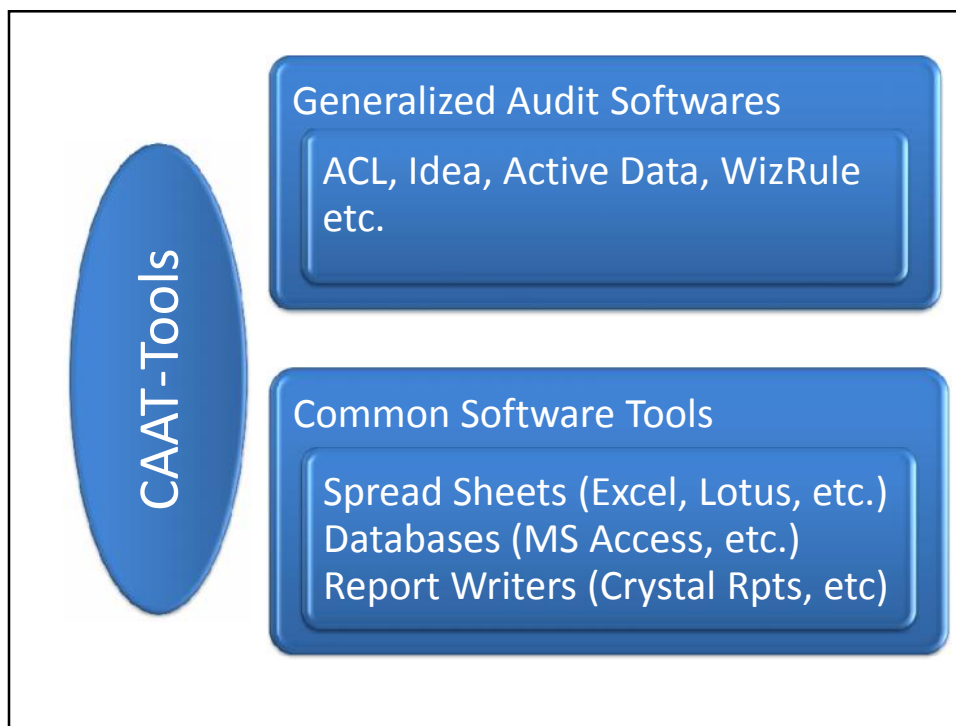 CAAT-Tools
Generalized Audit Softwares
ACL, Idea, Active Data, WizRule
etc.
Common Software Tools
Spread Sheets (Excel, Lotus, etc.)
Databases (MS Access, etc.)
Report Writers (Crystal Rpts, etc)